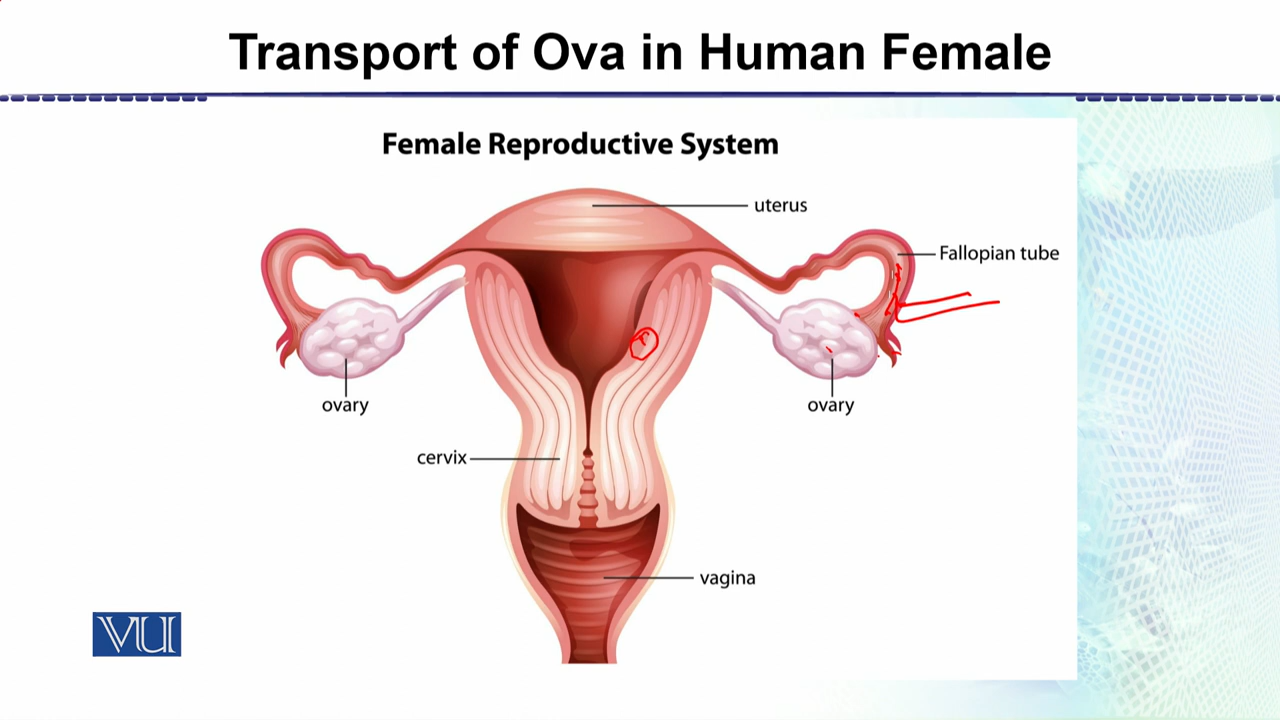 Transport of Ova in Human Female
Female Reproductive System
uterus
Fallopian tube
ovary
ovary
cervix
vagina
VU